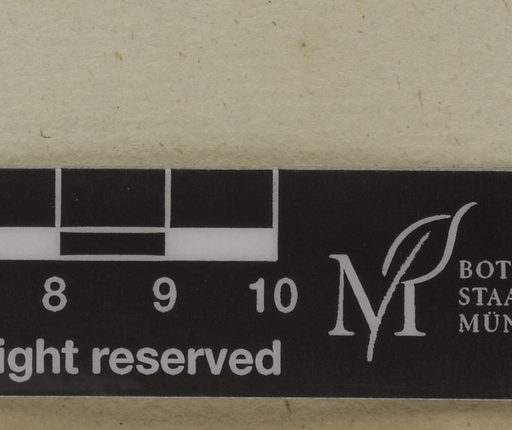 8 9 10
ight reserved
M
BOT
STAA
MÜN